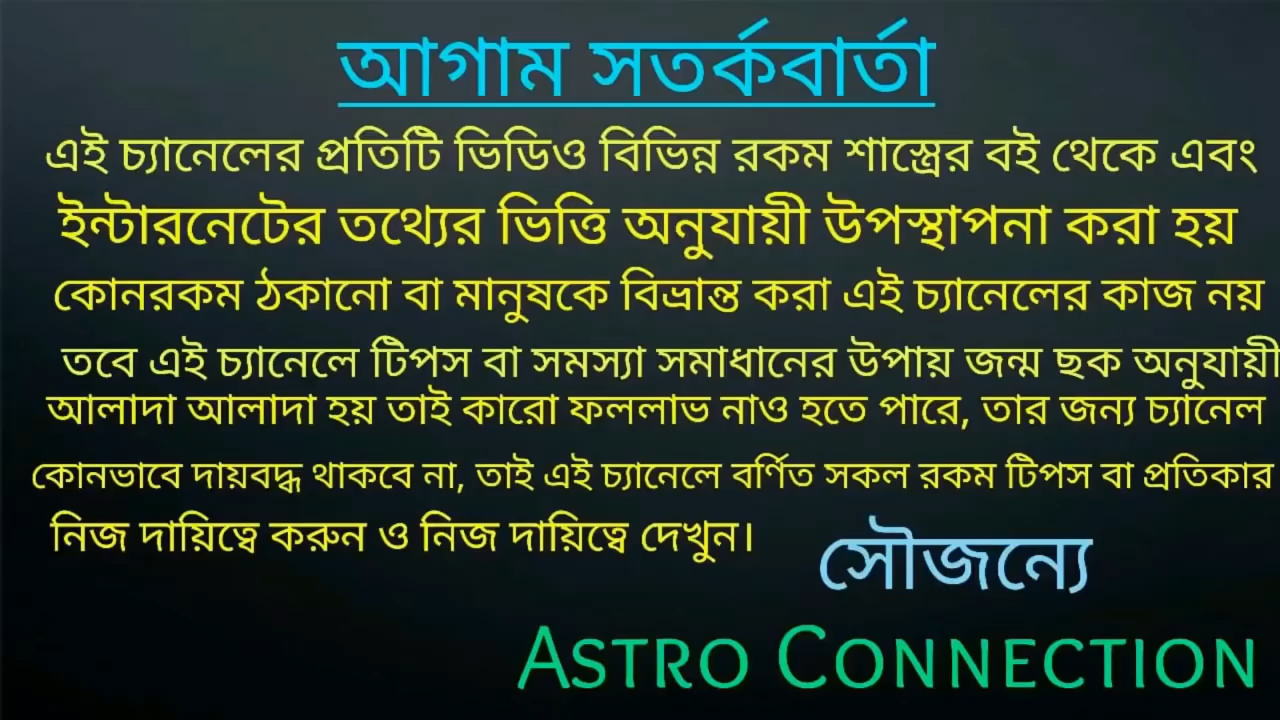 আগাম সতর্কবার্তা
এই চ্যানেলের প্রতিটি ভিডিও বিভিন্ন রকম শাস্ত্রের বই থেকে এবং
ইন্টারনেটের তথ্যের ভিত্তি অনুযায়ী উপস্থাপনা করা হয়
কোনরকম ঠকানো বা মানুষকে বিভ্রান্ত করা এই চ্যানেলের কাজ নয়
তবে এই চ্যানেলে টিপস বা সমস্যা সমাধানের উপায় জন্ম ছক অনুযায়ী
আলাদা আলাদা হয় তাই কারো ফললাভ নাও হতে পারে, তার জন্য চ্যানেল
কোনভাবে দায়বদ্ধ থাকবে না, তাই এই চ্যানেলে বর্ণিত সকল রকম টিপস বা প্রতিকার
নিজ দায়িত্বে করুন ও নিজ দায়িত্বে দেখুন।
সৌজন্যে
ASTRO CONNECTION